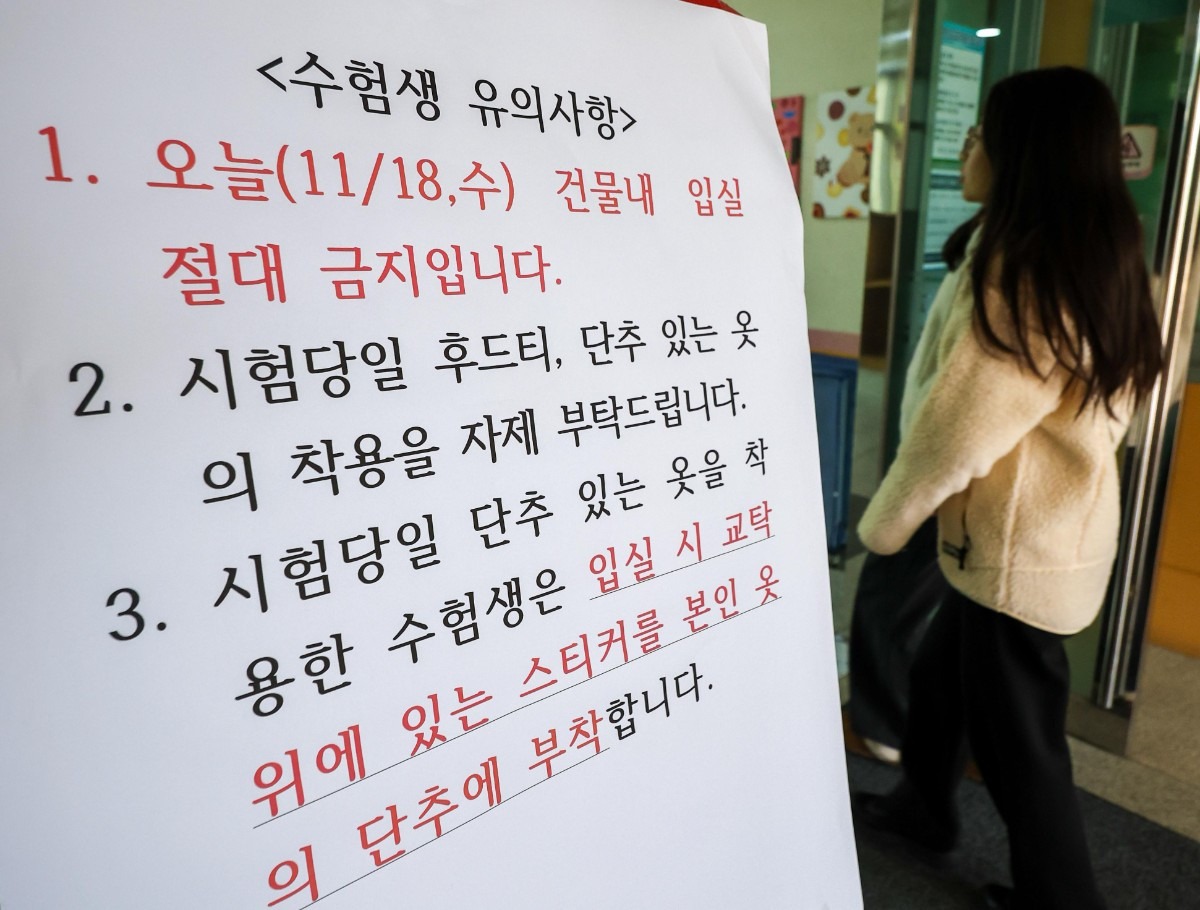 <수험생 유의사항>
1. 오늘(11/18,수) 건물내 입실
절대 금지입니다.
2. 시험당일 후드티, 단추 있는 옷
의 착용을 자제 부탁드립니다.
3. 시험당일 단추 있는 옷을 착
용한 수험생은 입실 시 교탁
위에 있는 스티커를 본인 옷
의 단추에 부착합니다.